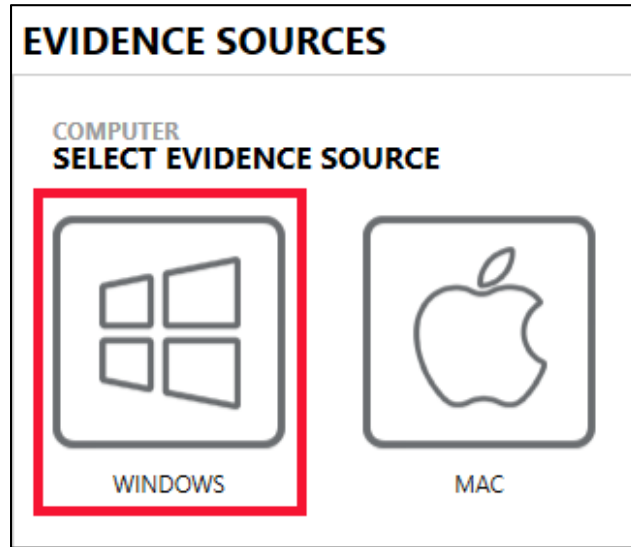 EVIDENCE SOURCES
COMPUTER
SELECT EVIDENCE SOURCE
WINDOWS
MAC